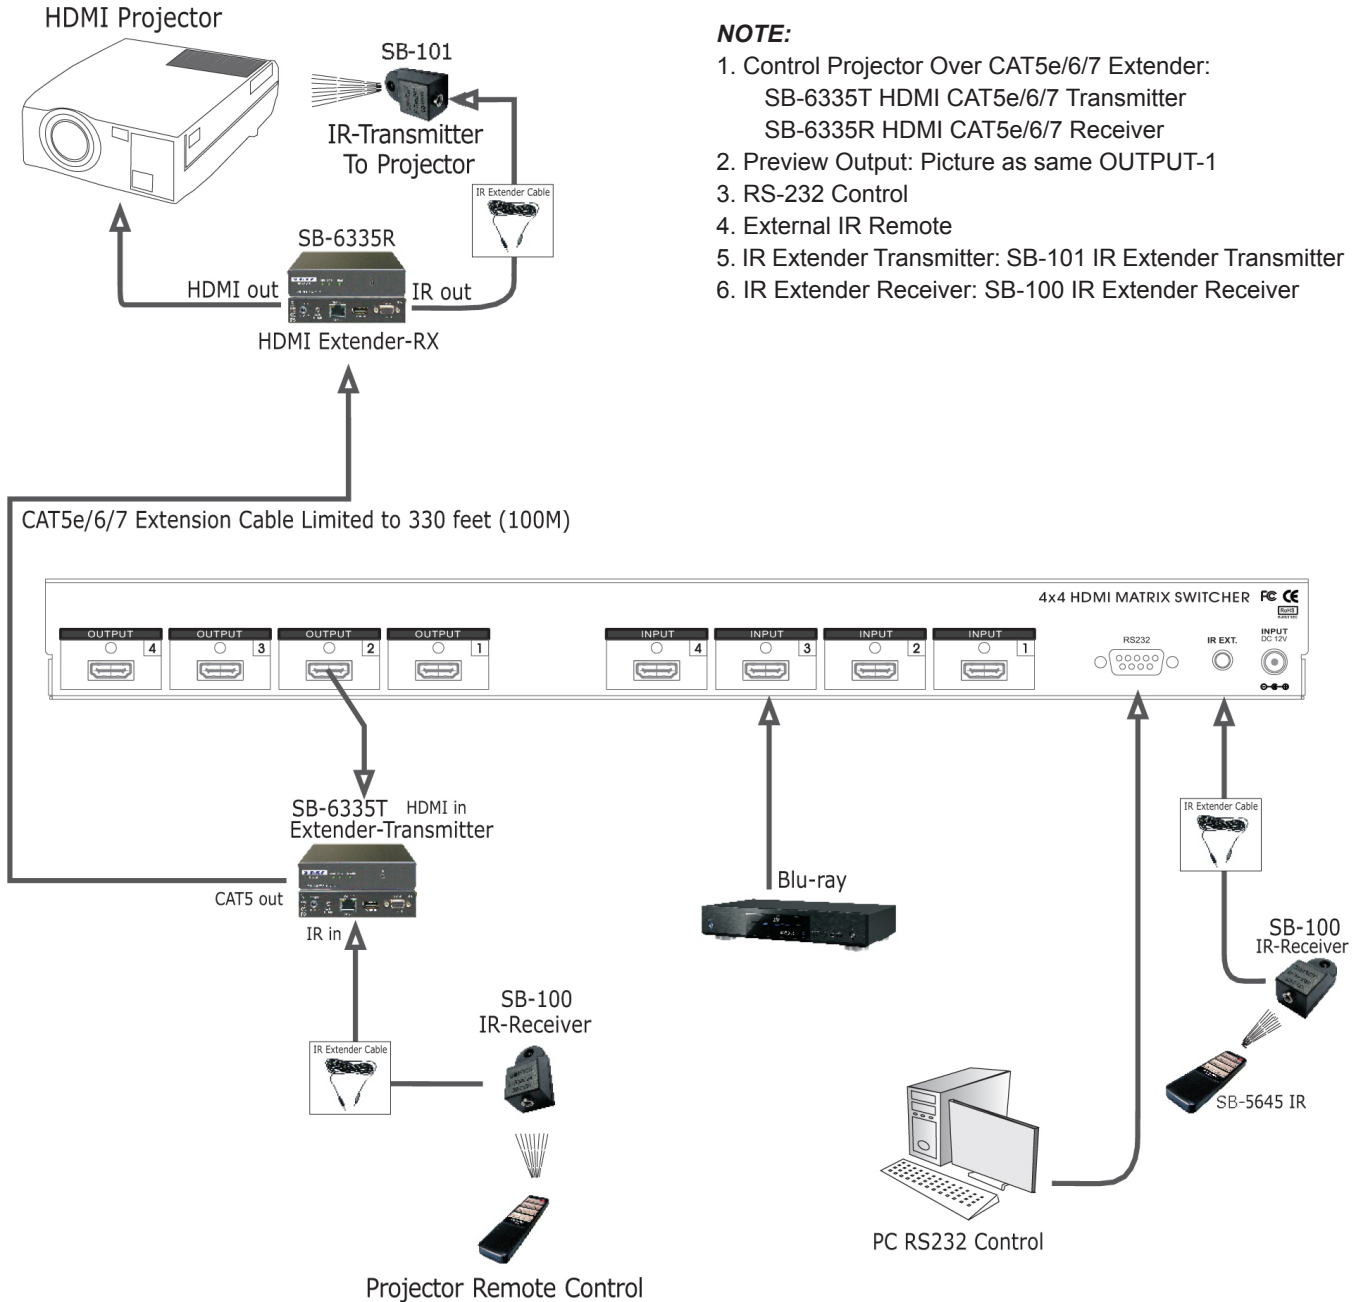 HDMI Projector
SB-101
IR-Transmitter
To Projector
IR Extender Cable
SB-6335R
HDMI out
IR out
HDMI Extender-RX
NOTE:
1. Control Projector Over CAT5e/6/7 Extender:
SB-6335T HDMI CAT5e/6/7 Transmitter
SB-6335R HDMI CAT5e/6/7 Receiver
2. Preview Output: Picture as same OUTPUT-1
3. RS-232 Control
4. External IR Remote
5. IR Extender Transmitter: SB-101 IR Extender Transmitter
6. IR Extender Receiver: SB-100 IR Extender Receiver
CAT5e/6/7 Extension Cable Limited to 330 feet (100M)
4x4 HDMI MATRIX SWITCHER FC CE
RoHS
OUTPUT 4
OUTPUT 3
OUTPUT 2
OUTPUT 1
INPUT 4
INPUT 3
INPUT 2
INPUT 1
RS232
IR EXT.
INPUT
DC 12V
SB-6335T HDMI in
Extender-Transmitter
CAT5 out
IR in
IR Extender Cable
SB-100
IR-Receiver
Projector Remote Control
Blu-ray
PC RS232 Control
IR Extender Cable
SB-100
IR-Receiver
SB-5645 IR